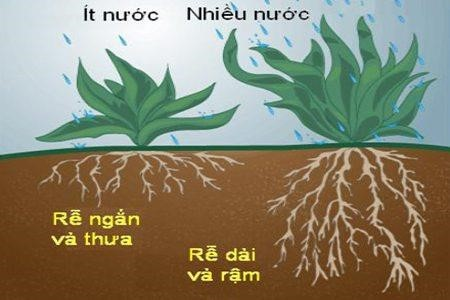 Ít nước
Nhiều nước
Rễ ngắn
và thưa
Rễ dài
và rậm